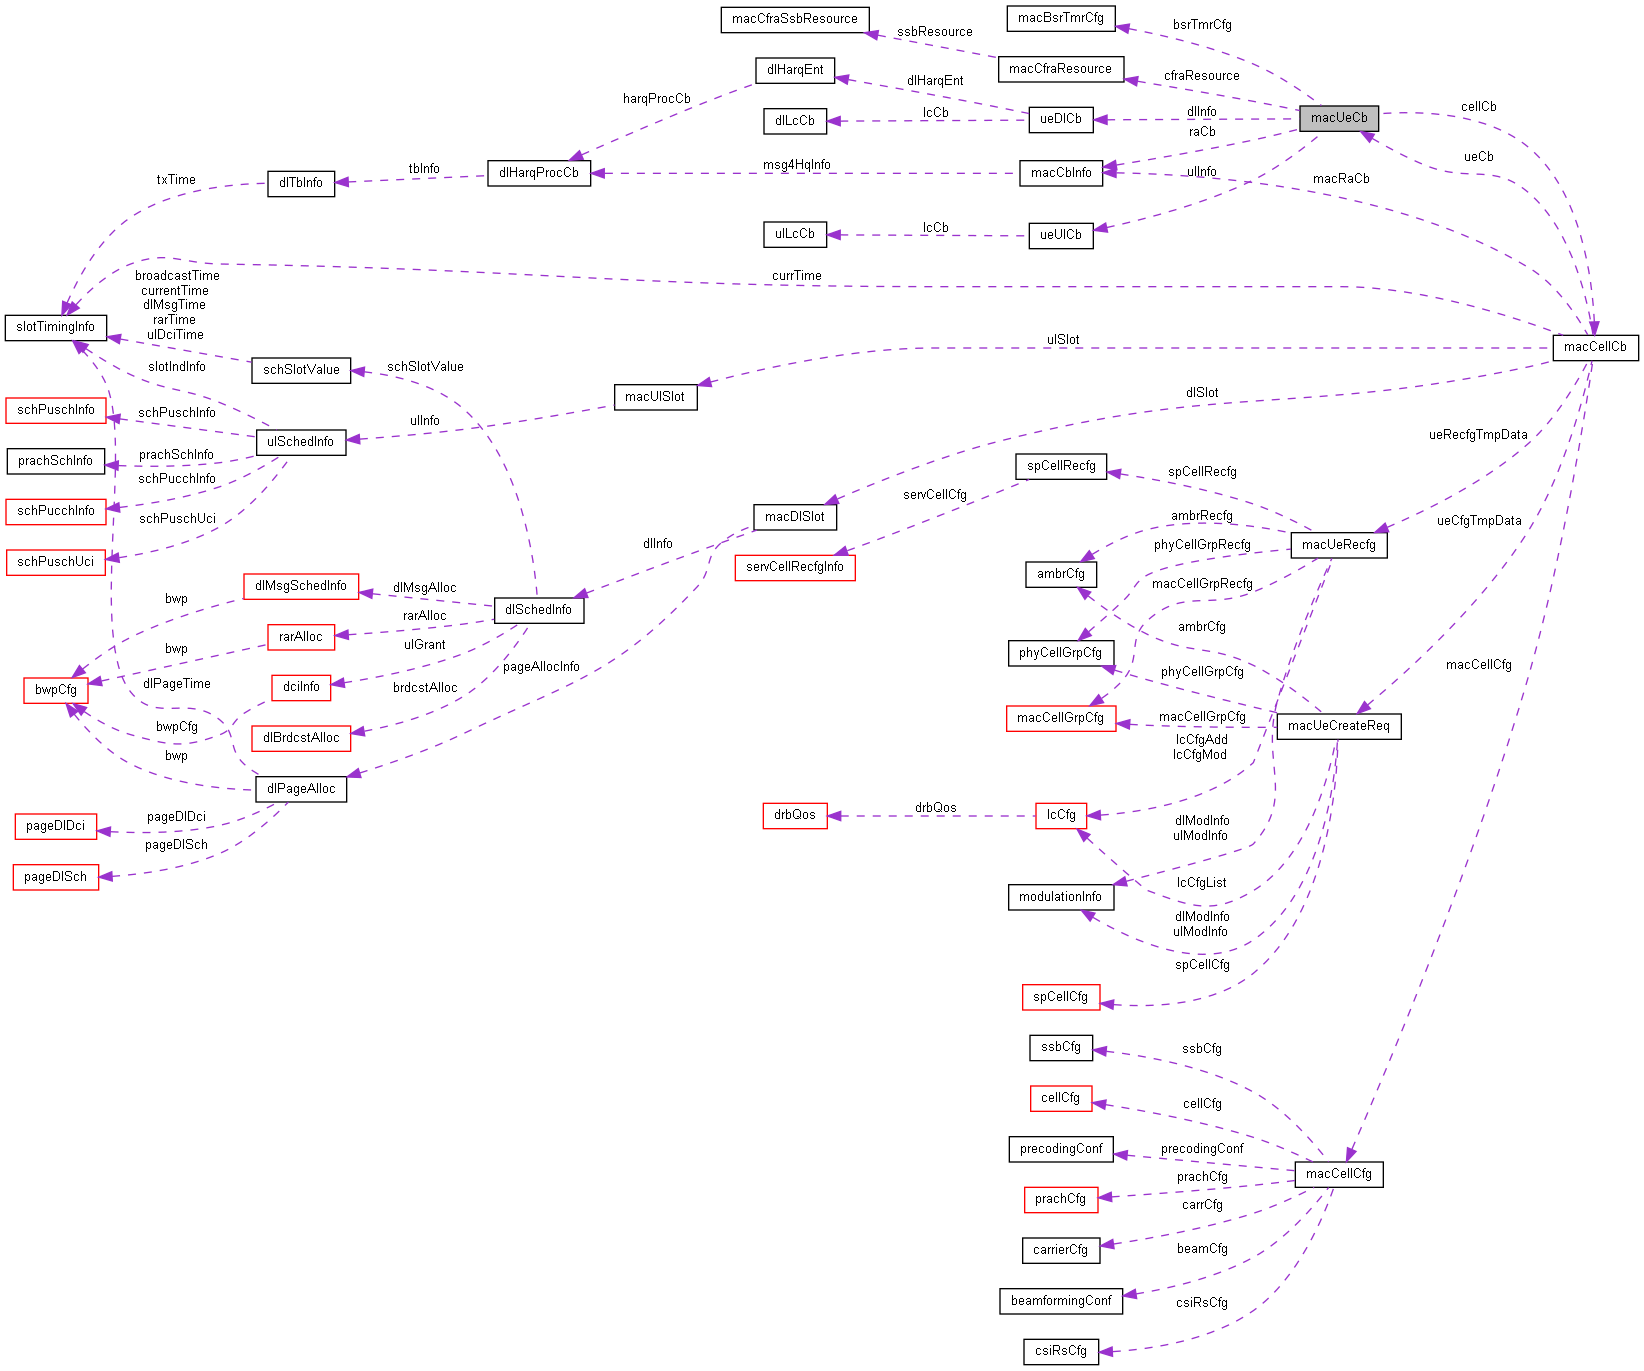 macCfraSsbResource
macBsrTmrCfg
bsrTmrCfg
ssbResource
macCfraResource
cfraResource
dlHarqEnt
dlHarqEnt
harqProcCb
cellCb
dlLcCb
lcCb
ueDlCb
dlInfo
macUeCb
raCb
ueCb
txTime
dlTbInfo
tbInfo
dlHarqProcCb
msg4HqInfo
macCbInfo
ulInfo
macRaCb
ulLcCb
lcCb
ueUlCb
broadcastTime
currentTime
dlMsgTime
rarTime
ulDciTime
currTime
slotTimingInfo
ulSlot
macCellCb
slotIndInfo
schSlotValue
schSlotValue
macUlSlot
dlSlot
schPuschInfo
schPuschInfo
ulInfo
ulSchedInfo
ueRecfgTmpData
prachSchInfo
prachSchInfo
spCellRecfg
spCellRecfg
schPucchInfo
schPucchInfo
servCellCfg
macDlSlot
ambrRecfg
ueCfgTmpData
schPuschUci
schPuschUci
dlInfo
servCellRecfgInfo
phyCellGrpRecfg
macUeRecfg
ambrCfg
macCellGrpRecfg
dlMsgSchedInfo
dlMsgAlloc
bwp
dlSchedInfo
rarAlloc
rarAlloc
ambrCfg
bwp
ulGrant
phyCellGrpCfg
pageAllocInfo
macCellCfg
phyCellGrpCfg
bwpCfg
dlPageTime
dciInfo
brdcstAlloc
macCellGrpCfg
macCellGrpCfg
macUeCreateReq
bwpCfg
dlBrdcstAlloc
lcCfgAdd
lcCfgMod
bwp
dlPageAlloc
drbQos
drbQos
lcCfg
pageDlDci
pageDlDci
dlModInfo
ulModInfo
pageDlSch
pageDlSch
lcCfgList
modulationInfo
dlModInfo
ulModInfo
spCellCfg
spCellCfg
ssbCfg
ssbCfg
cellCfg
cellCfg
precodingConf
precodingConf
prachCfg
macCellCfg
prachCfg
carrCfg
carrierCfg
beamCfg
beamformingConf
csiRsCfg
csiRsCfg